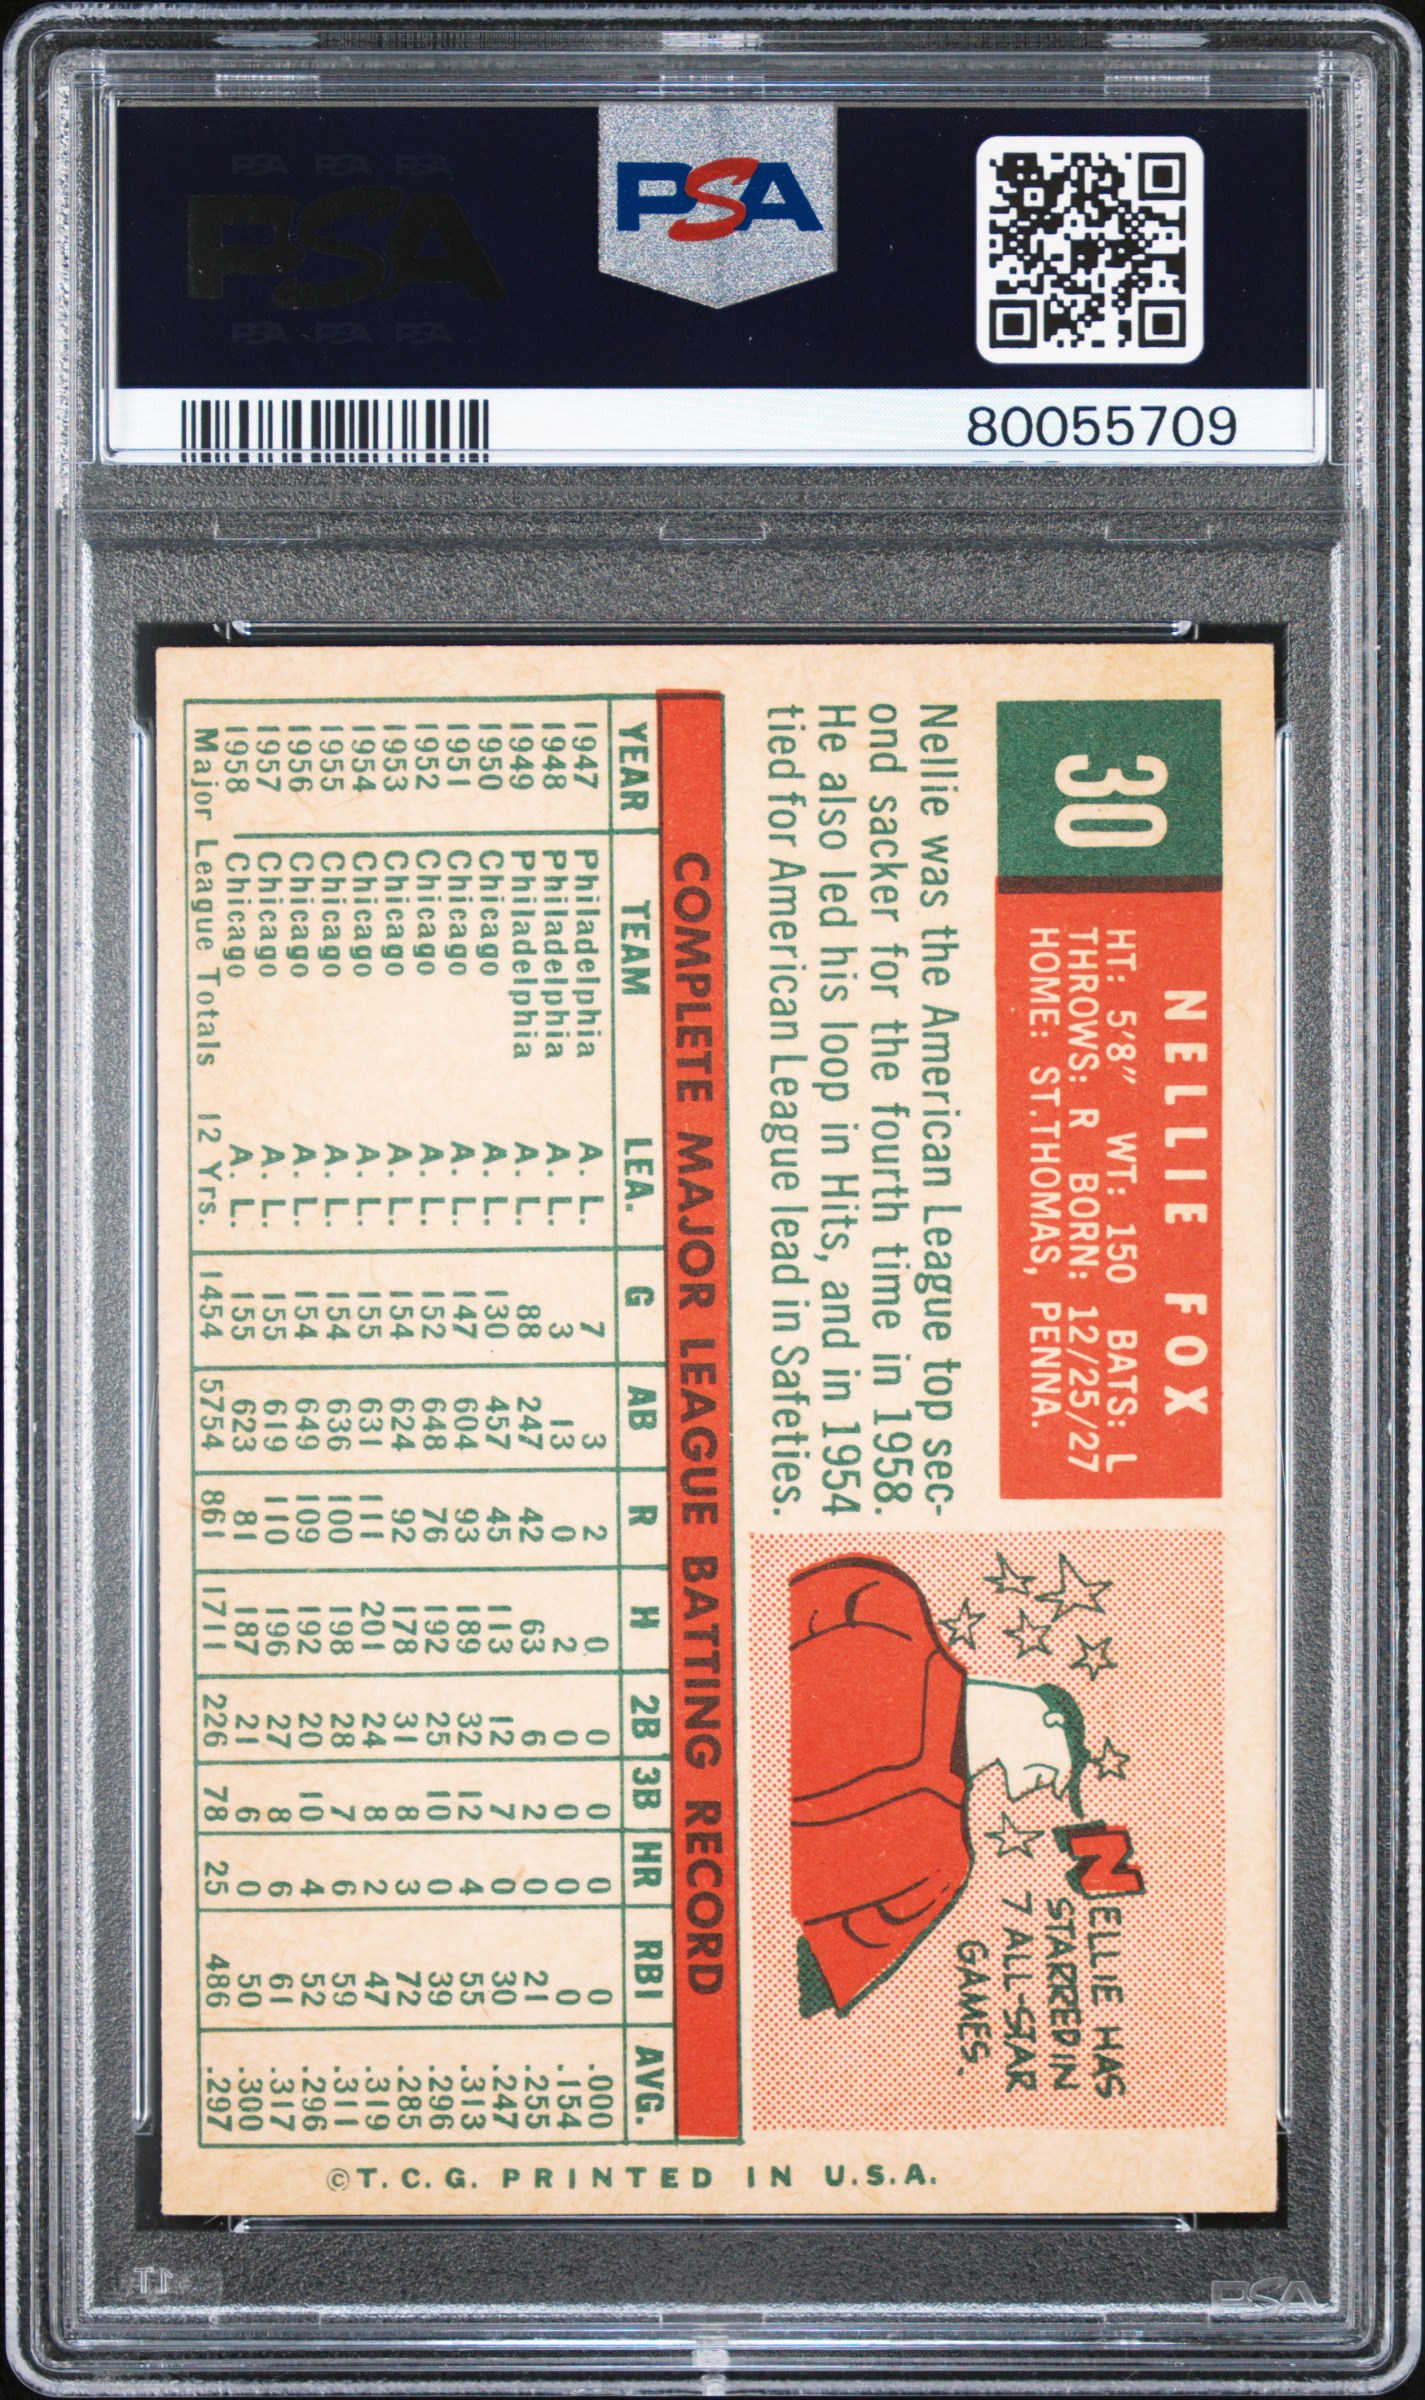 PSA PSA PSA
PSA
PSA PSA PSA
PSA
80055709
30
NELLIE FOX
HT: 5'8" WT: 150 BATS: L
THROWS: R BORN: 12/25/27
HOME: ST.THOMAS, PENNA.
Nellie was the American League top sec-
ond sacker for the fourth time in 1958.
He also led his loop in Hits, and in 1954
tied for American League lead in Safeties.
NELLIE HAS
STARRED IN
7 ALL-STAR
GAMES.
COMPLETE MAJOR LEAGUE BATTING RECORD
YEAR TEAM LEA. G AB R H 2B 3B HR RBI AVG.
1947 Philadelphia A. L. 7 3 2 0 0 0 0 0 .000
1948 Philadelphia A. L. 3 13 0 2 0 0 0 0 .154
1949 Philadelphia A. L. 88 247 42 63 6 2 0 21 .255
1950 Chicago A. L. 130 457 45 113 12 7 0 30 .247
1951 Chicago A. L. 147 604 93 189 32 12 4 55 .313
1952 Chicago A. L. 152 648 76 192 25 10 0 39 .296
1953 Chicago A. L. 154 624 92 178 31 8 3 72 .285
1954 Chicago A. L. 155 631 111 201 24 8 2 47 .319
1955 Chicago A. L. 154 636 100 198 28 7 6 59 .311
1956 Chicago A. L. 154 649 109 192 20 10 4 52 .296
1957 Chicago A. L. 155 619 110 196 27 8 6 61 .317
1958 Chicago A. L. 155 623 81 187 21 6 0 50 .300
Major League Totals 12 Yrs. 1454 5754 861 1711 226 78 25 486 .297
©T.C.G. PRINTED IN U.S.A.
PSA